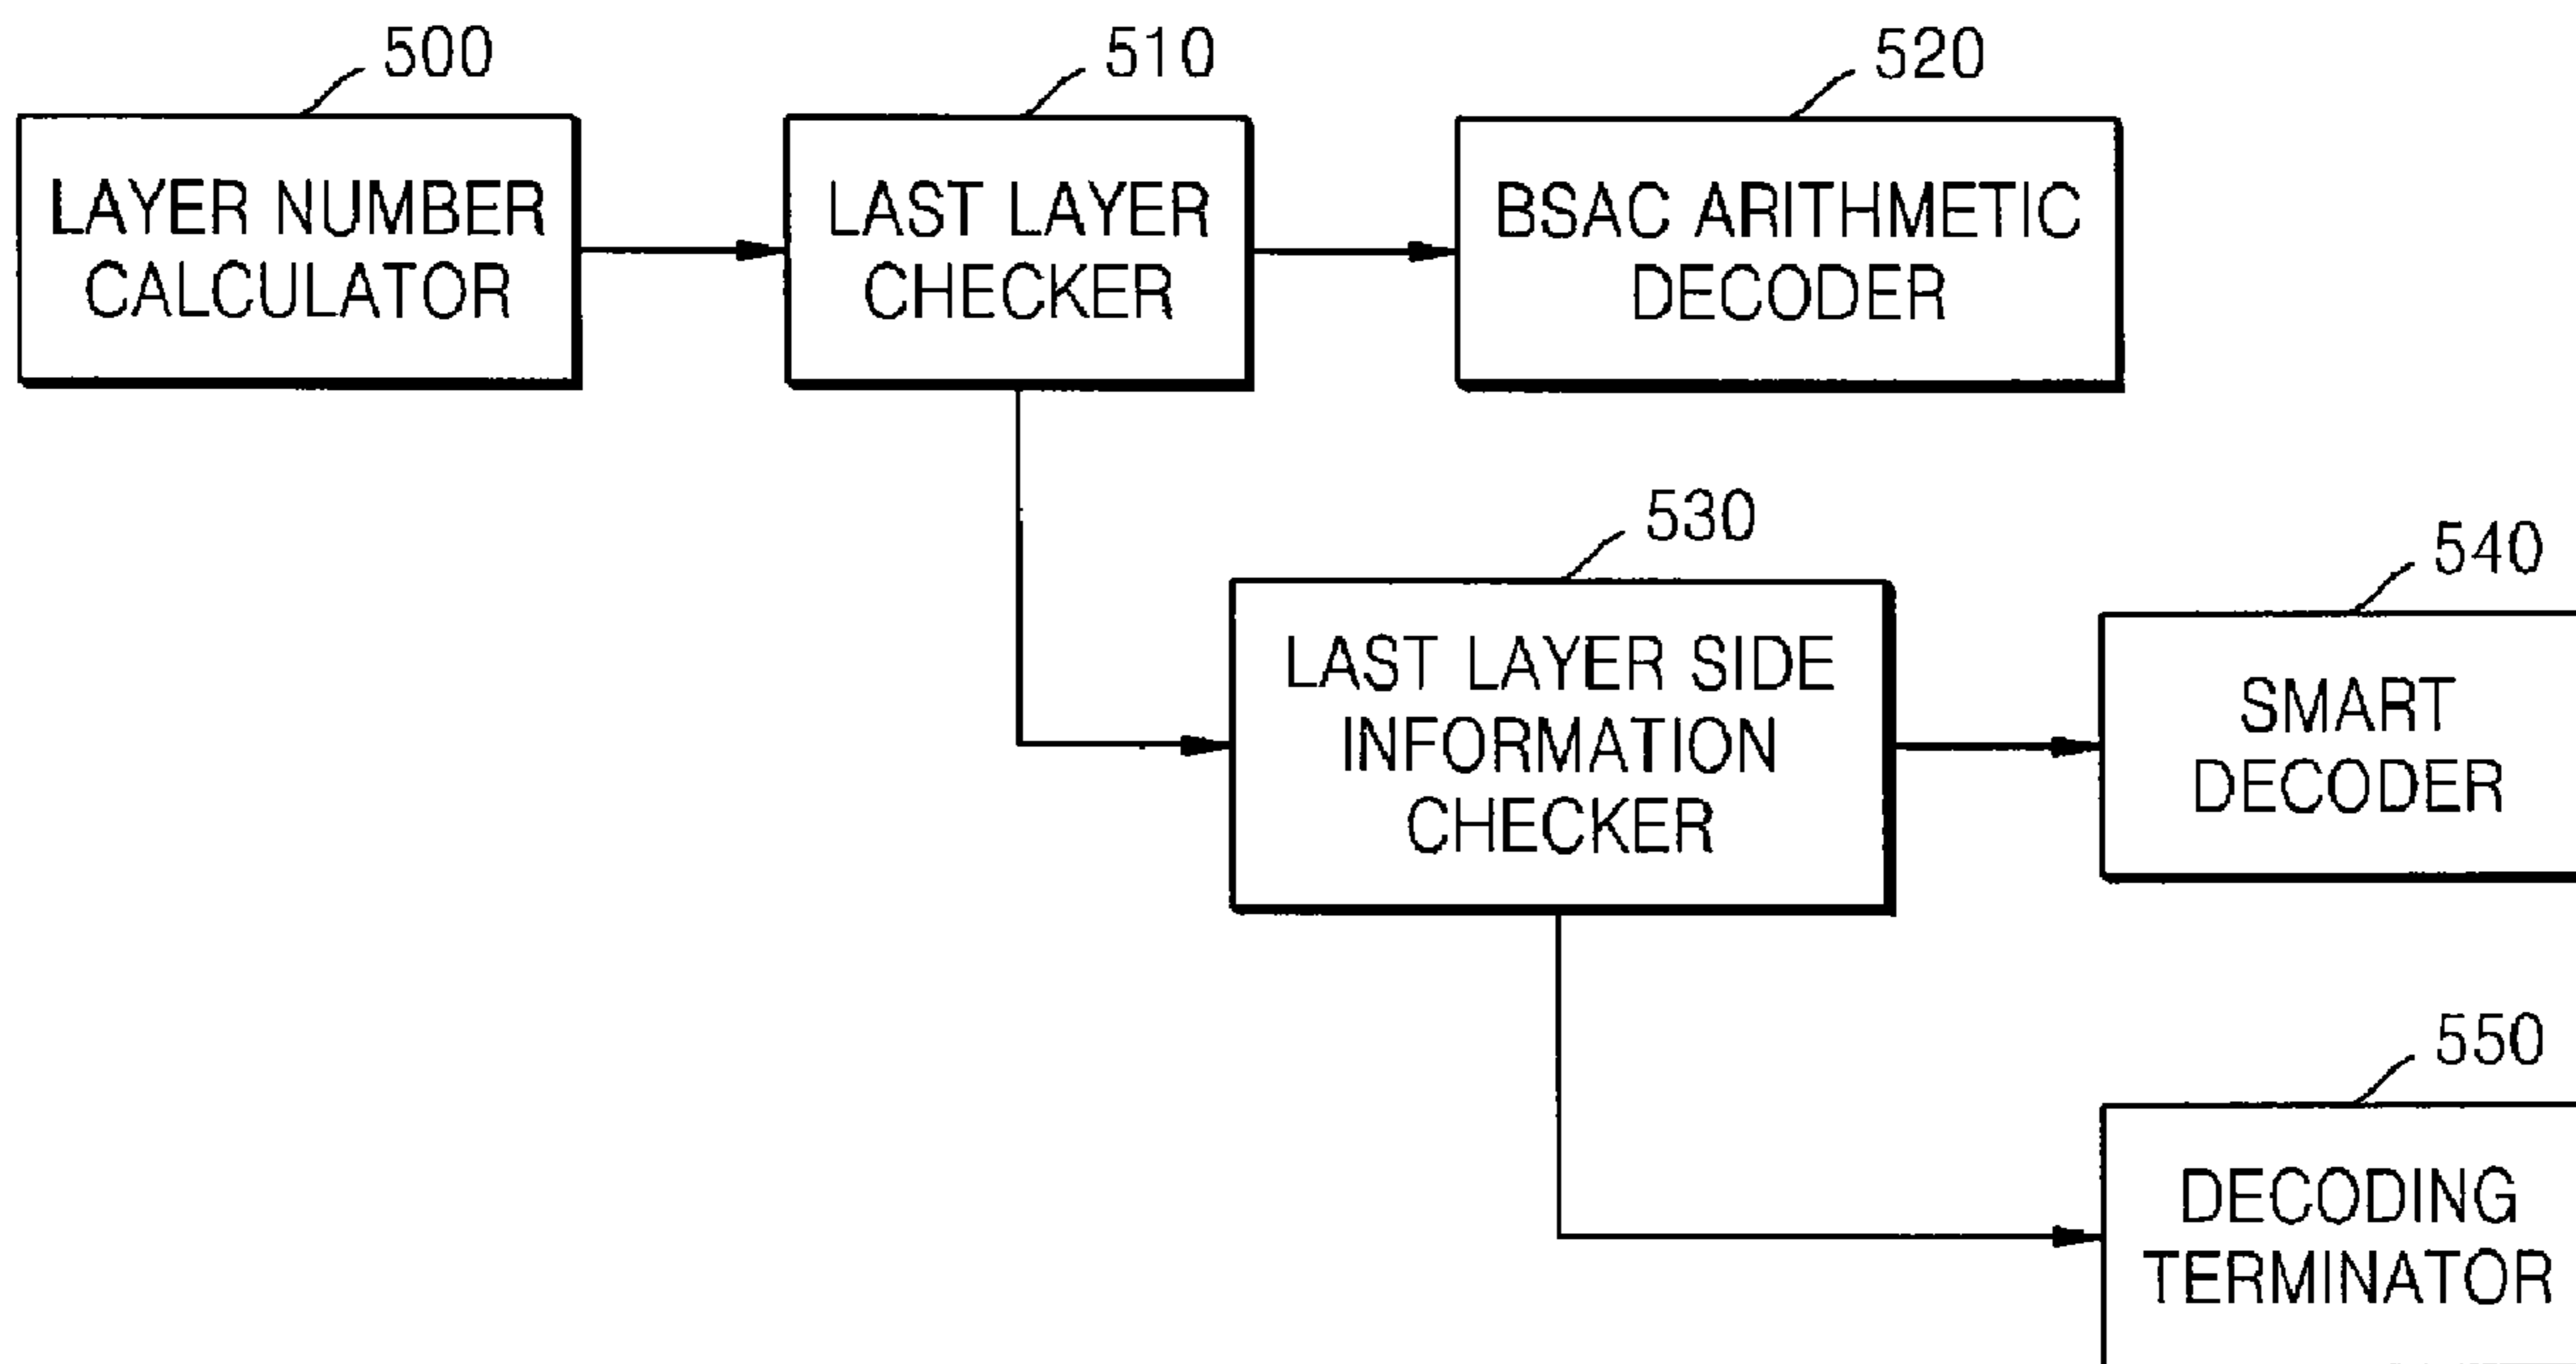 500
510
520
LAYER NUMBER
CALCULATOR
LAST LAYER
CHECKER
BSAC ARITHMETIC
DECODER
530
540
LAST LAYER SIDE
INFORMATION
CHECKER
SMART
DECODER
550
DECODING
TERMINATOR